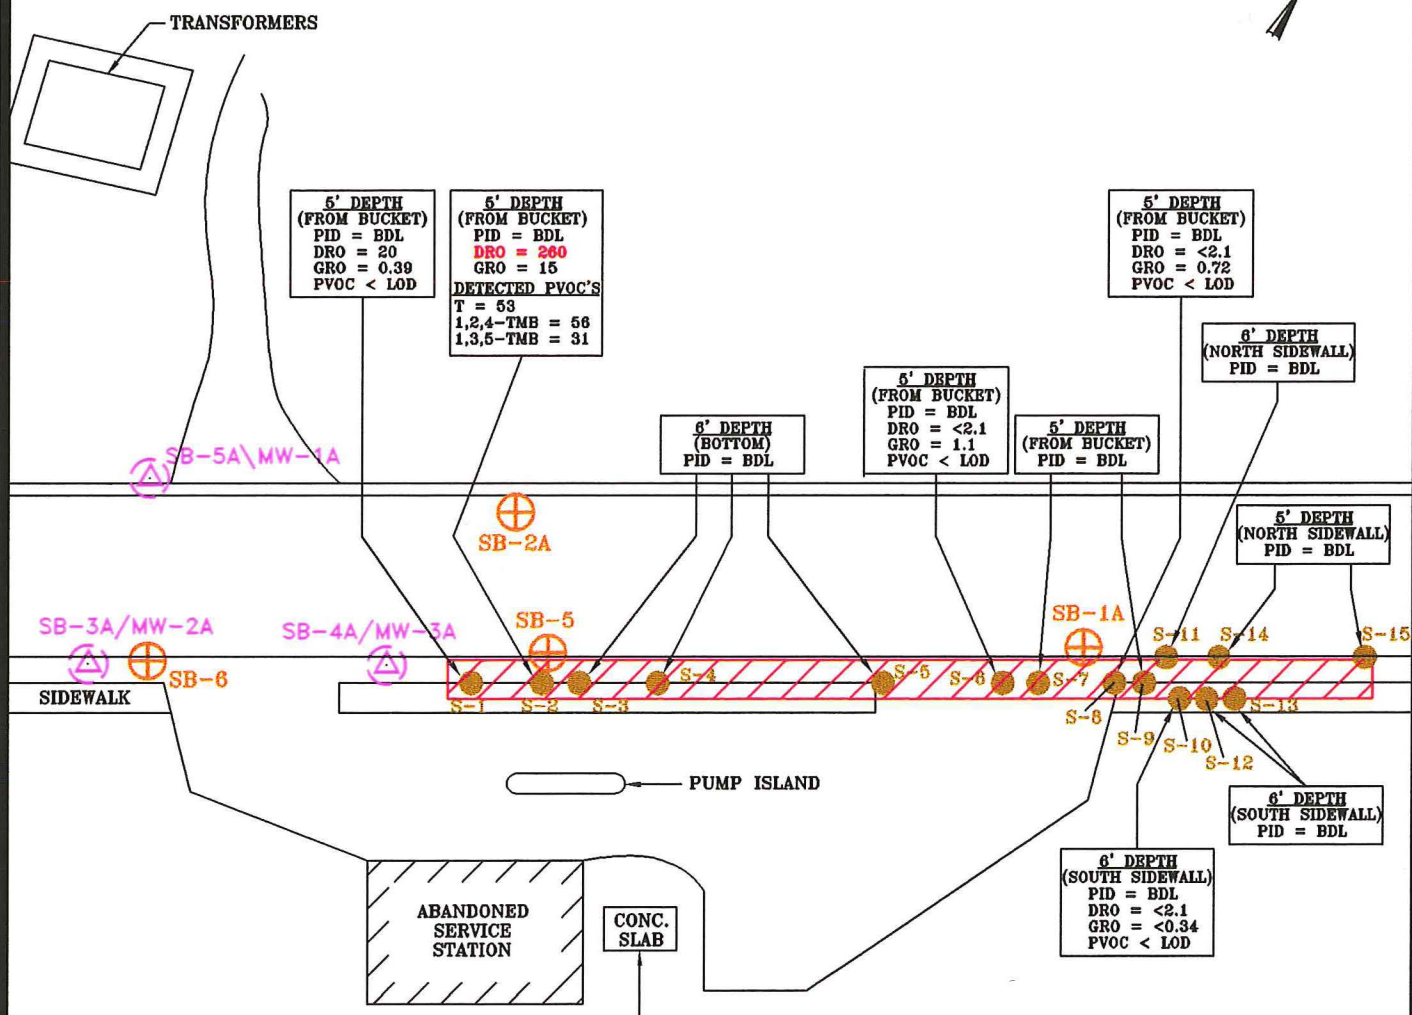 TRANSFORMERS
5' DEPTH
(FROM BUCKET)
PID = BDL
DRO = 20
GRO = 0.39
PVOC < LOD
5' DEPTH
(FROM BUCKET)
PID = BDL
DRO = 260
GRO = 15
DETECTED PVOC'S
T = 53
1,2,4-TMB = 56
1,3,5-TMB = 31
5' DEPTH
(FROM BUCKET)
PID = BDL
DRO = <2.1
GRO = 0.72
PVOC < LOD
6' DEPTH
(NORTH SIDEWALL)
PID = BDL
5' DEPTH
(FROM BUCKET)
PID = BDL
DRO = <2.1
GRO = 1.1
PVOC < LOD
6' DEPTH
(BOTTOM)
PID = BDL
5' DEPTH
(FROM BUCKET)
PID = BDL
SB-5A\MW-1A
SB-2A
5' DEPTH
(NORTH SIDEWALL)
PID = BDL
SB-3A/MW-2A
SB-4A/MW-3A
SB-5
SB-1A
SB-6
S-11
S-14
S-15
SIDEWALK
S-1
S-2
S-3
S-4
S-5
S-6
S-7
S-8
S-9
S-10
S-12
S-13
PUMP ISLAND
6' DEPTH
(SOUTH SIDEWALL)
PID = BDL
6' DEPTH
(SOUTH SIDEWALL)
PID = BDL
DRO = <2.1
GRO = <0.34
PVOC < LOD
ABANDONED
SERVICE
STATION
CONC.
SLAB